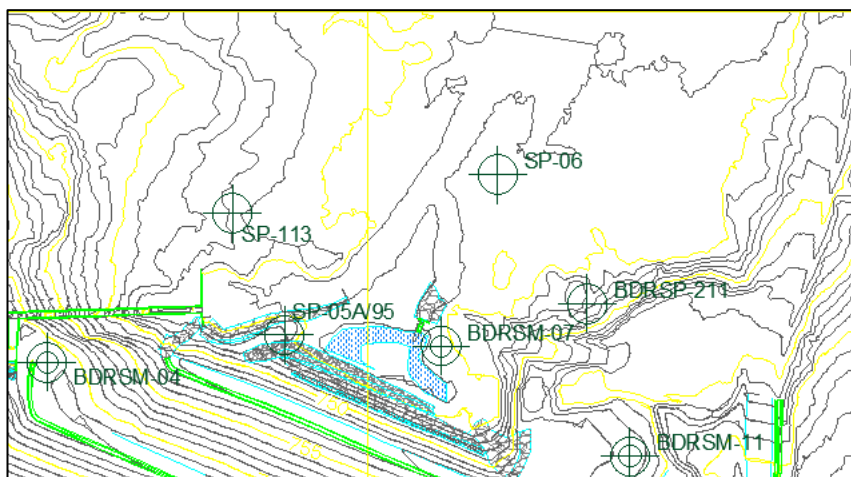 SP-06
SP-113
BDRSP-211
SP-05A/95
BDRSM-07
BDRSM-04
BDRSM-11